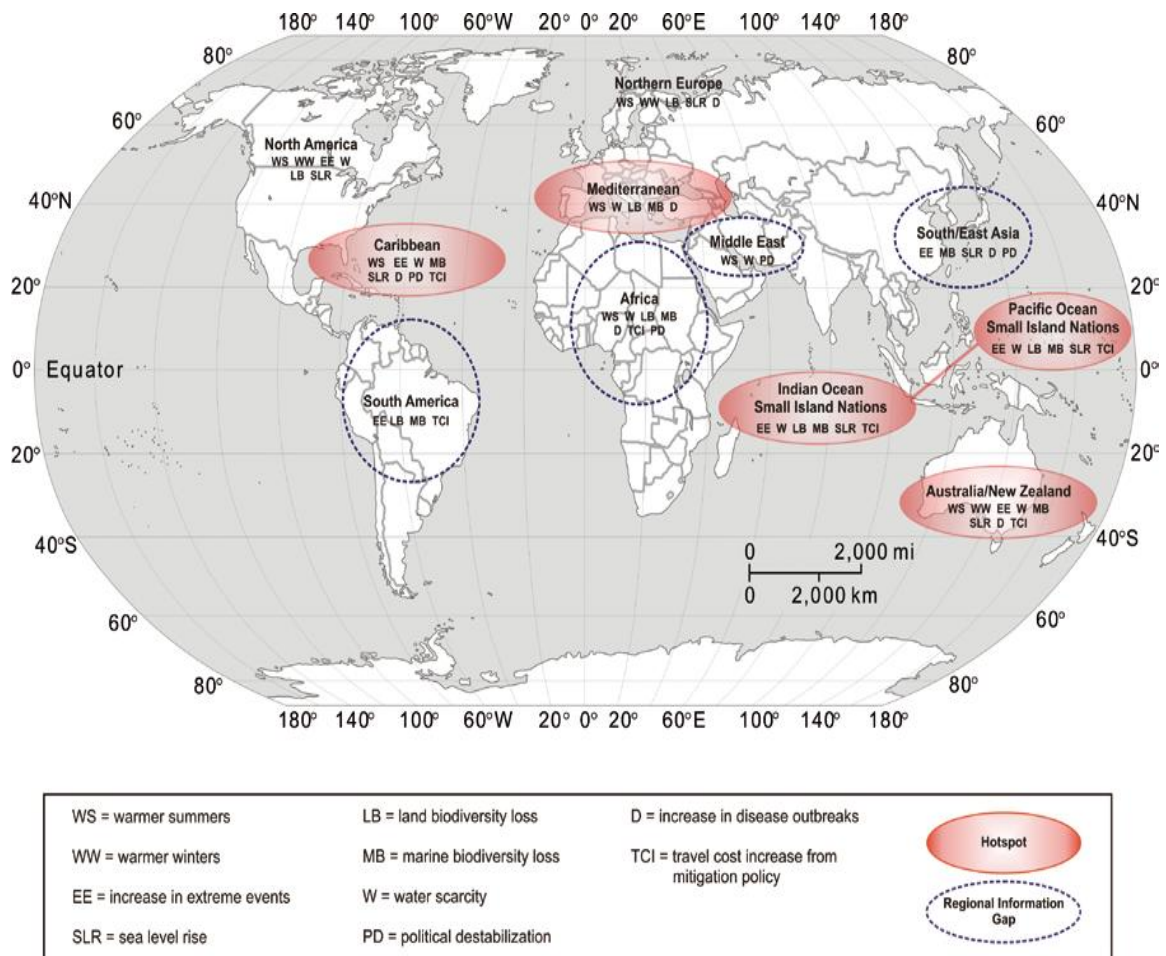 180° 140° 100° 60°W 20° 0° 20° 60°E 100° 140° 180°
80° 80°
Northern Europe
WS WW LB SLR D
60° 60°
North America
WS WW EE W
LB SLR
Mediterranean
WS W LB MB D
40°N 40°N
South/East Asia
EE MB SLR D PD
Middle East
WS W PD
Caribbean
WS EE W MB
SLR D PD TCI
20° 20°
Africa
WS W LB MB
D TCI PD
Pacific Ocean
Small Island Nations
EE W LB MB SLR TCI
Equator 0° 0°
Indian Ocean
Small Island Nations
EE W LB MB SLR TCI
South America
EE LB MB TCI
20° 20°
Australia/New Zealand
WS WW EE W MB
SLR D TCI
40°S 40°S
0 2,000 mi
0 2,000 km
60° 60°
80° 80°
180° 140° 100° 60°W 20° 0° 20° 60°E 100° 140° 180°
WS = warmer summers
WW = warmer winters
EE = increase in extreme events
SLR = sea level rise
LB = land biodiversity loss
MB = marine biodiversity loss
W = water scarcity
PD = political destabilization
D = increase in disease outbreaks
TCI = travel cost increase from
mitigation policy
Hotspot
Regional Information
Gap